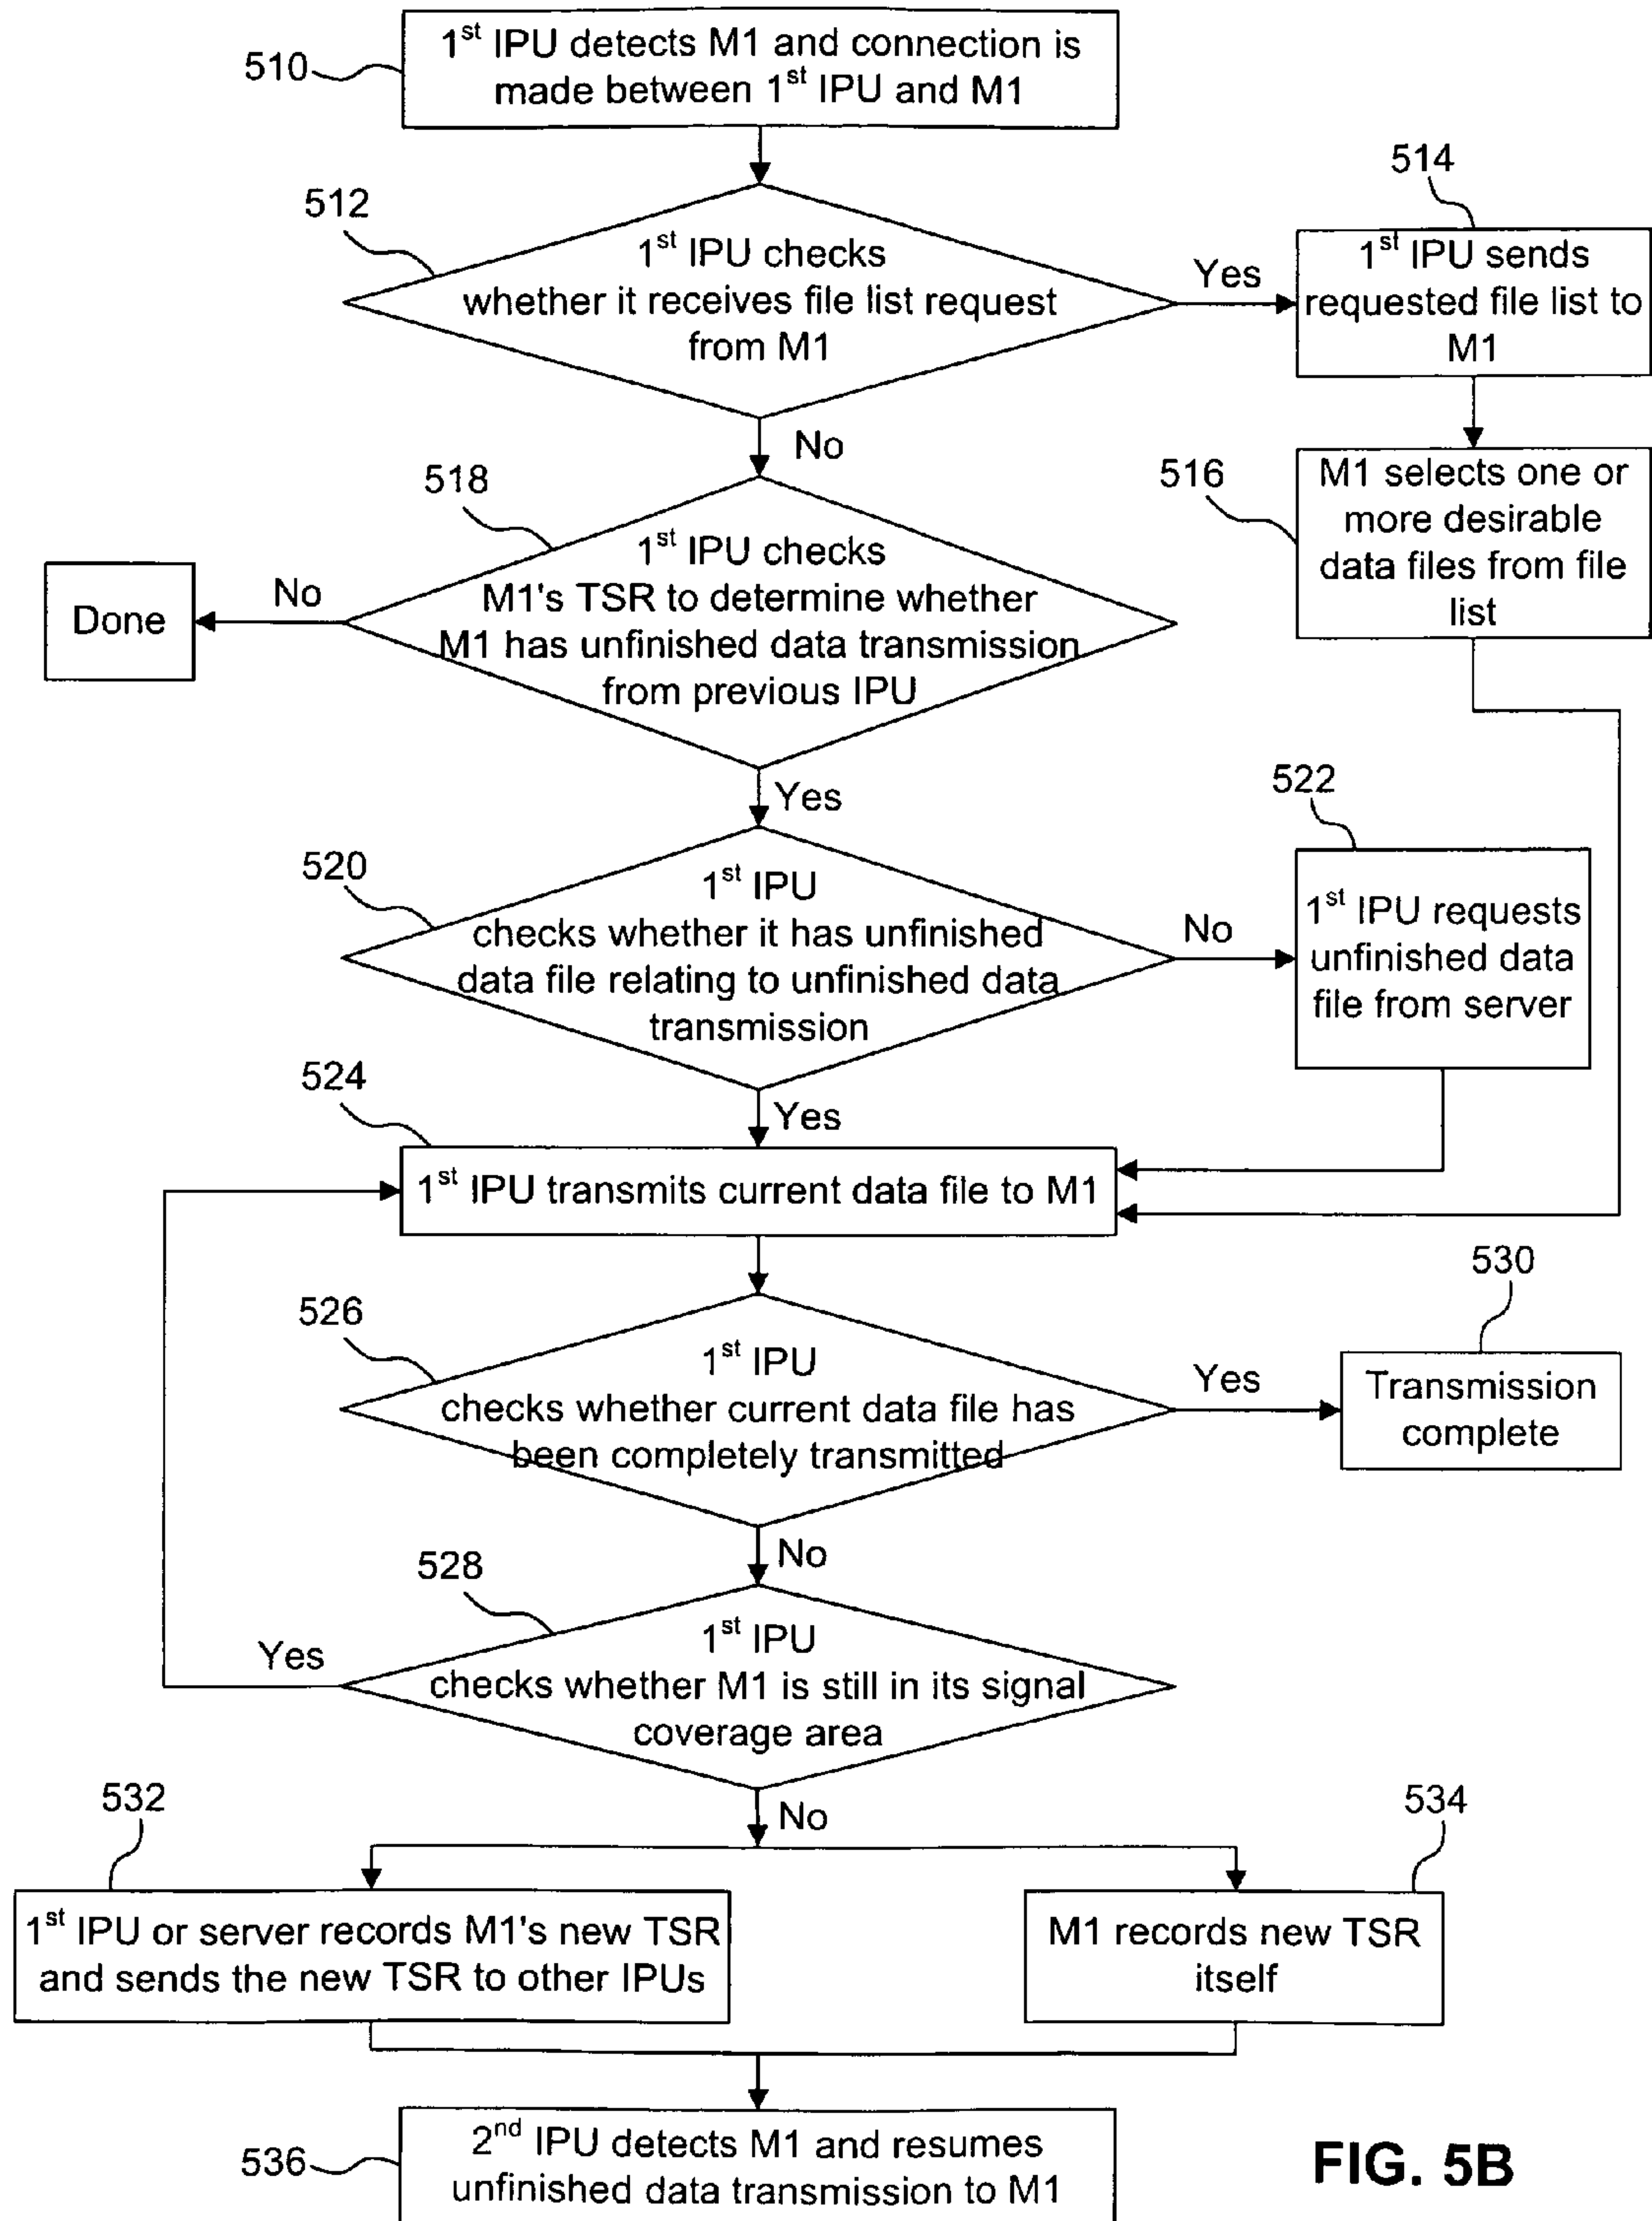 1st IPU detects M1 and connection is
made between 1st IPU and M1
510
512
1st IPU checks
whether it receives file list request
from M1
Yes
514
1st IPU sends
requested file list to
M1
No
516
M1 selects one or
more desirable
data files from file
list
518
1st IPU checks
M1's TSR to determine whether
M1 has unfinished data transmission
from previous IPU
No
Done
Yes
520
1st IPU
checks whether it has unfinished
data file relating to unfinished data
transmission
No
522
1st IPU requests
unfinished data
file from server
Yes
524
1st IPU transmits current data file to M1
526
1st IPU
checks whether current data file has
been completely transmitted
Yes
530
Transmission
complete
No
528
1st IPU
checks whether M1 is still in its signal
coverage area
Yes
No
532
1st IPU or server records M1's new TSR
and sends the new TSR to other IPUs
534
M1 records new TSR
itself
536
2nd IPU detects M1 and resumes
unfinished data transmission to M1
FIG. 5B